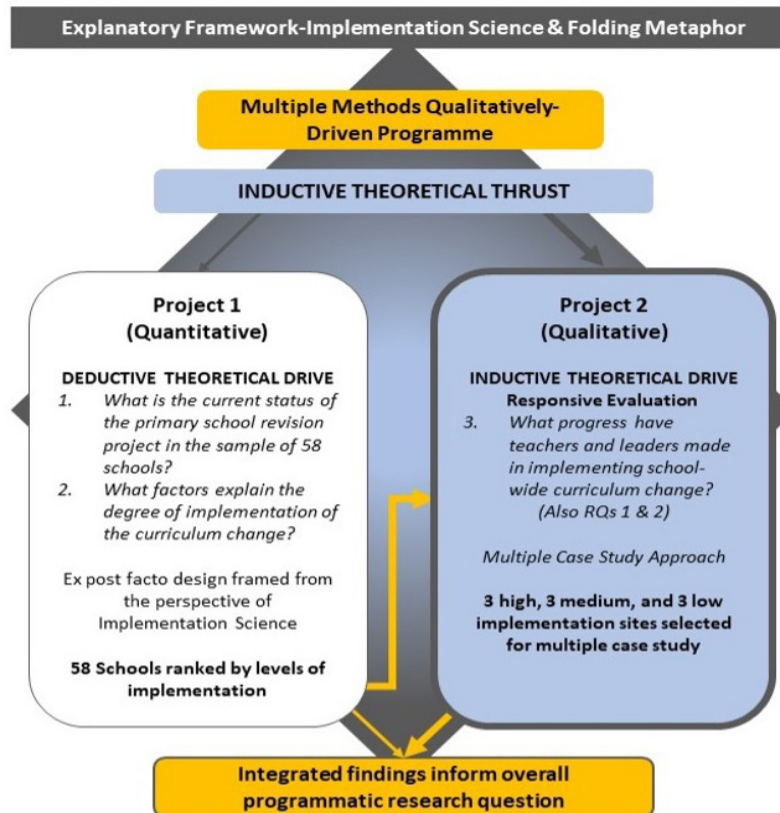 Explanatory Framework-Implementation Science & Folding Metaphor
Multiple Methods Qualitatively-
Driven Programme
INDUCTIVE THEORETICAL THRUST
Project 1
(Quantitative)
DEDUCTIVE THEORETICAL DRIVE
1. What is the current status of
the primary school revision
project in the sample of 58
schools?
2. What factors explain the
degree of implementation of
the curriculum change?
Ex post facto design framed from
the perspective of
Implementation Science
58 Schools ranked by levels of
implementation
Project 2
(Qualitative)
INDUCTIVE THEORETICAL DRIVE
Responsive Evaluation
3. What progress have
teachers and leaders made
in implementing school-
wide curriculum change?
(Also RQs 1 & 2)
Multiple Case Study Approach
3 high, 3 medium, and 3 low
implementation sites selected
for multiple case study
Integrated findings inform overall
programmatic research question